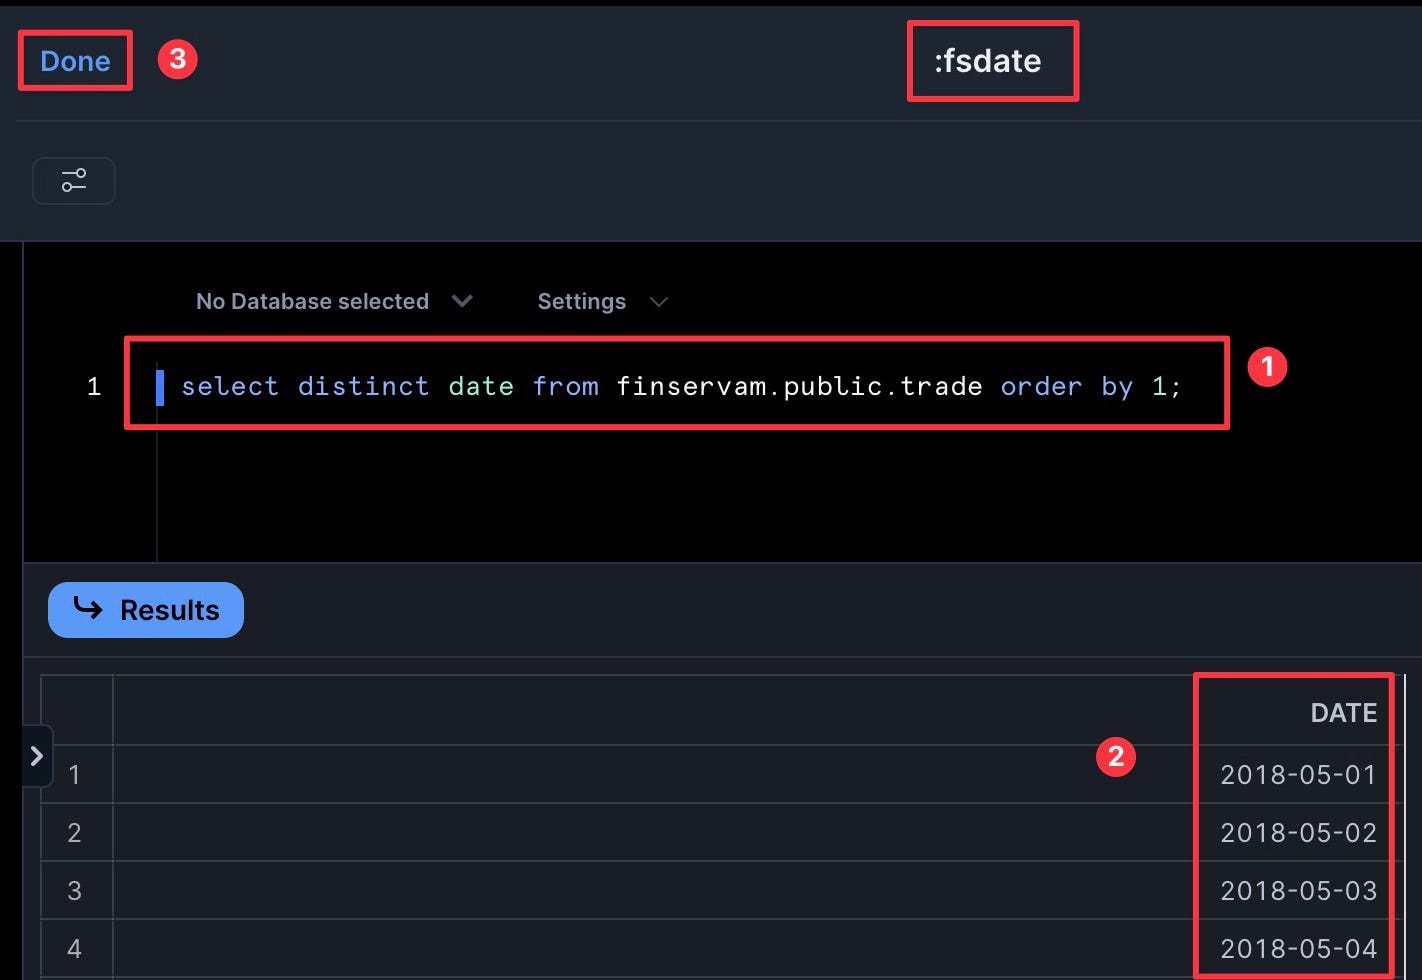 Done 3 :fsdate
No Database selected Settings
1 select distinct date from finservam.public.trade order by 1; 1
Results
DATE
2
1 2018-05-01
2 2018-05-02
3 2018-05-03
4 2018-05-04